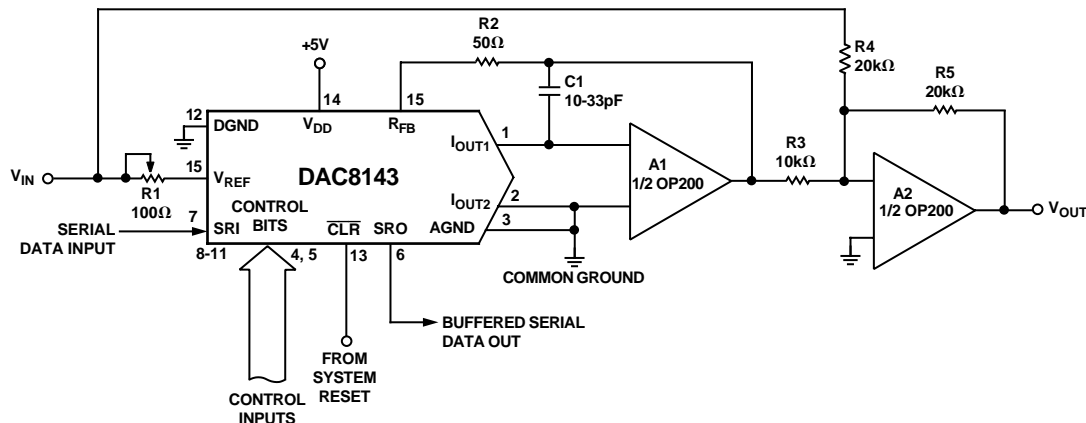 R2
50Ω
R4
20kΩ
+5V
R5
20kΩ
C1
10-33pF
14
15
12
DGND
V_DD
R_FB
I_OUT1
1
A1
1/2 OP200
R3
10kΩ
V_IN
15
V_REF
DAC8143
A2
1/2 OP200
V_OUT
R1
100Ω
I_OUT2
2
CONTROL
BITS
CLR
SRO
AGND
3
7
SERIAL
DATA INPUT
SRI
8-11
4, 5
13
6
COMMON GROUND
BUFFERED SERIAL
DATA OUT
FROM
SYSTEM
RESET
CONTROL
INPUTS